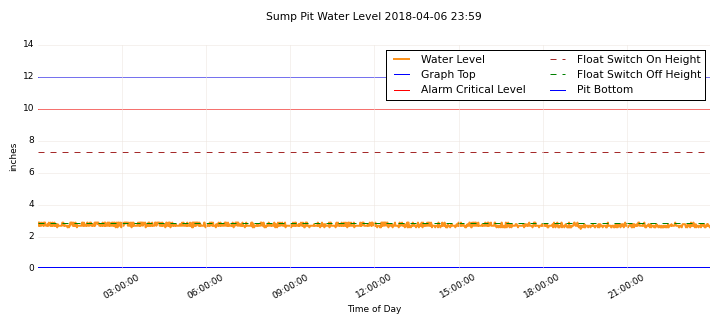 Sump Pit Water Level 2018-04-06 23:59
14
12
10
8
6
4
2
0
inches
Water Level
Graph Top
Alarm Critical Level
Float Switch On Height
Float Switch Off Height
Pit Bottom
03:00:00
06:00:00
09:00:00
12:00:00
15:00:00
18:00:00
21:00:00
Time of Day